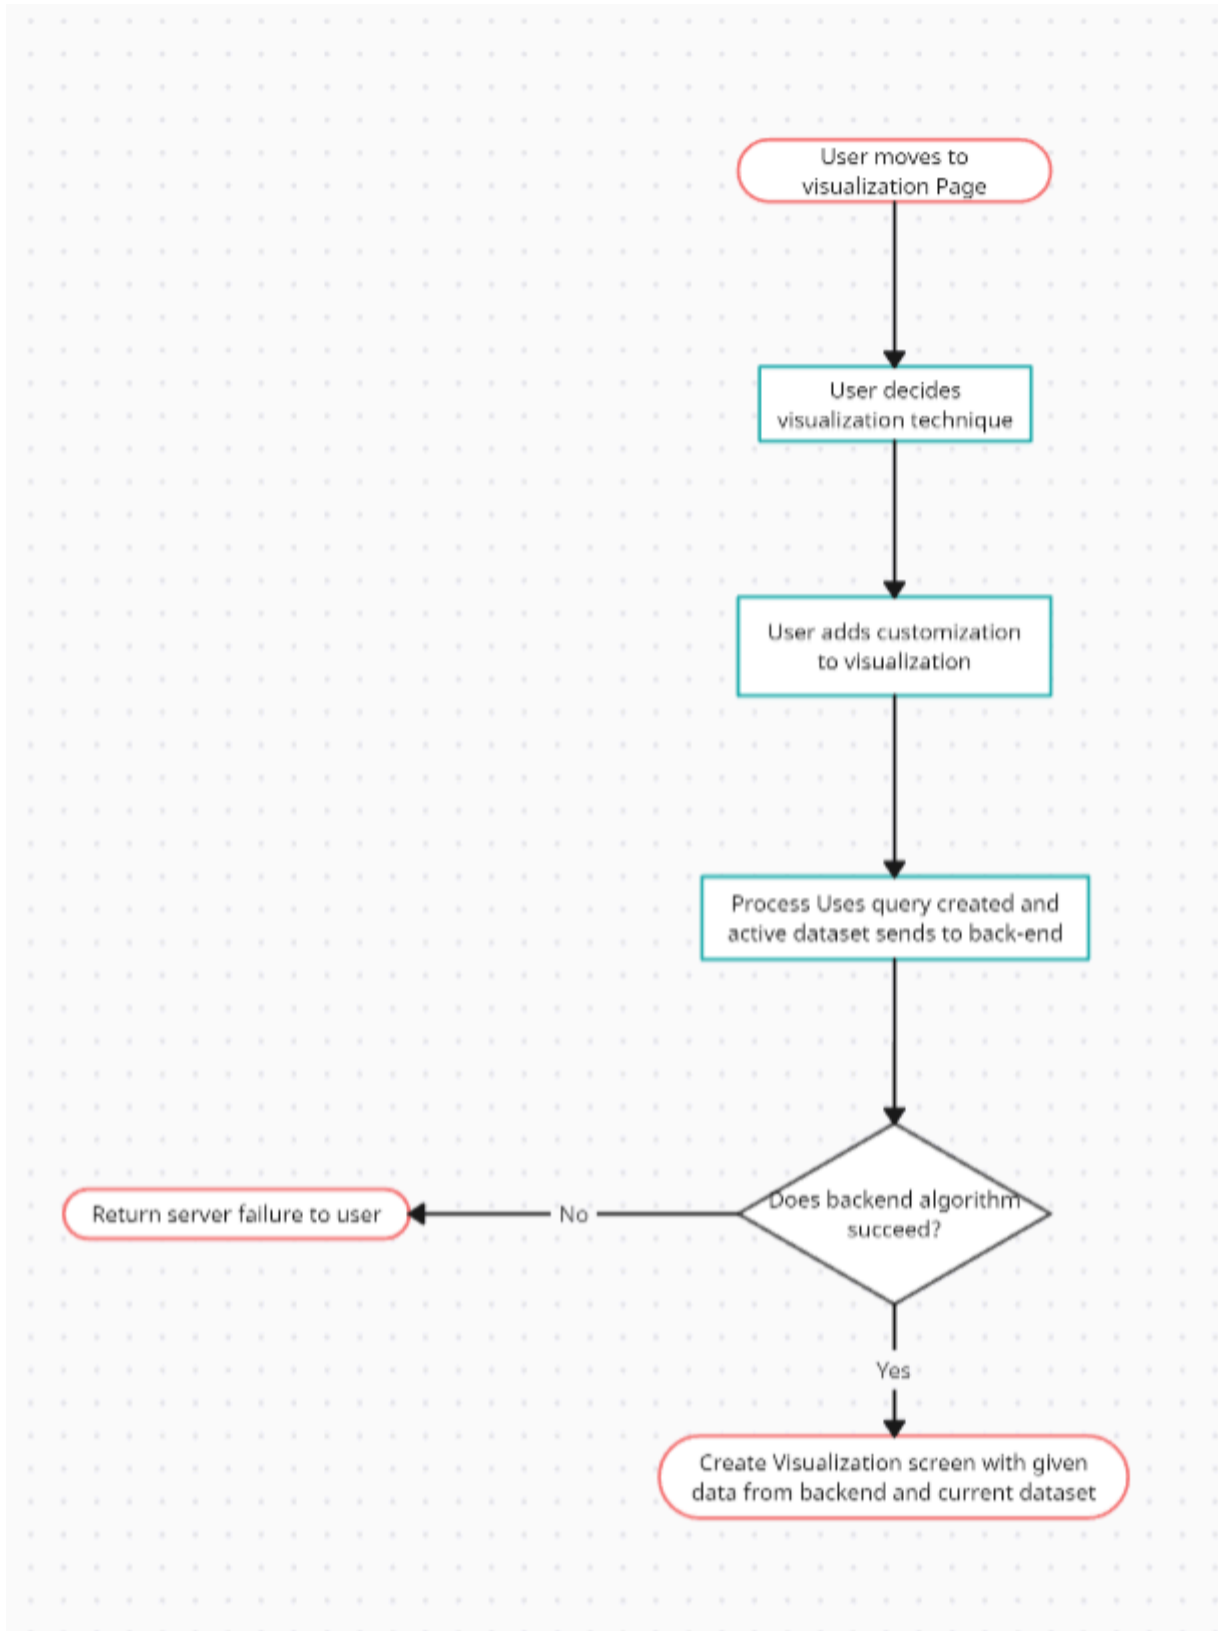 User moves to
visualization Page
User decides
visualization technique
User adds customization
to visualization
Process Uses query created and
active dataset sends to back-end
Does backend algorithm
succeed?
No
Return server failure to user
Yes
Create Visualization screen with given
data from backend and current dataset